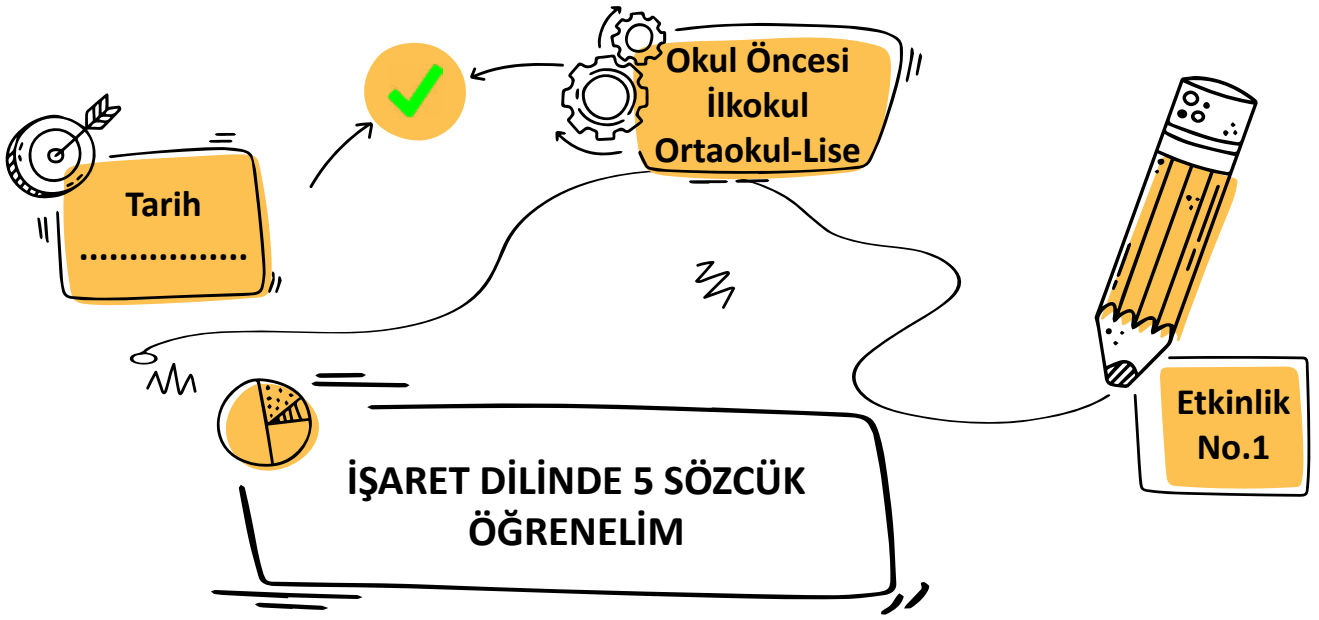 Okul Öncesi
İlkokul
Ortaokul-Lise
Tarih
.................
Etkinlik
No.1
İŞARET DİLİNDE 5 SÖZCÜK
ÖĞRENELİM